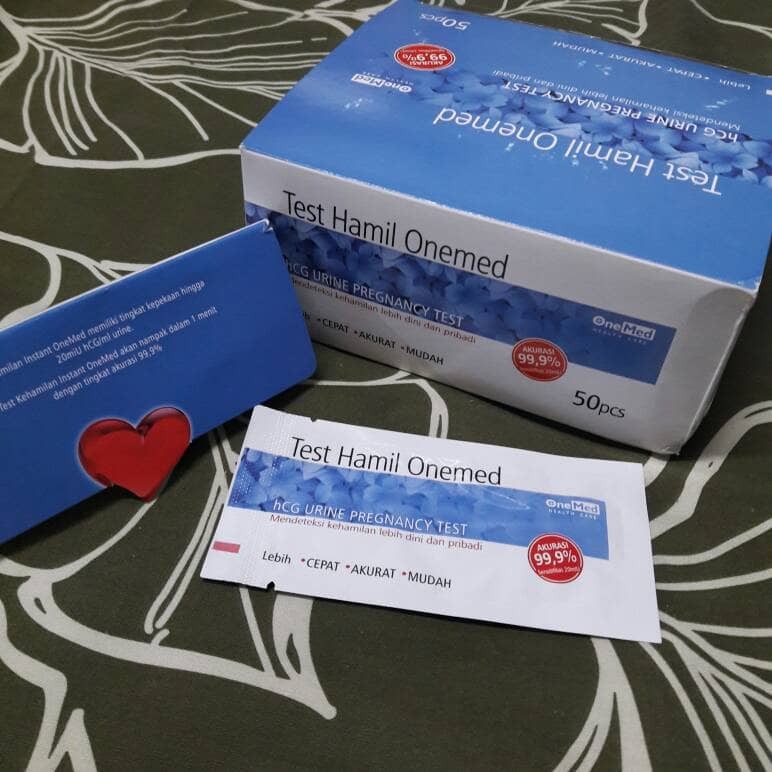 50pcs
Lebih •CEPAT •AKURAT •MUDAH
AKURASI
99,9%
OneMed
HEALTH CARE
Mendeteksi kehamilan lebih dini dan pribadi
hCG URINE PREGNANCY TEST
Test Hamil Onemed
Test Hamil Onemed
hCG URINE PREGNANCY TEST
Mendeteksi kehamilan lebih dini dan pribadi
Lebih •CEPAT •AKURAT •MUDAH
OneMed
HEALTH CARE
AKURASI
99,9%
50pcs
Instant OneMed memiliki tingkat kepekaan hingga
20mIU hCG/ml urine.
Test Kehamilan Instant OneMed akan nampak dalam 1 menit
dengan tingkat akurasi 99,9%
Test Hamil Onemed
hCG URINE PREGNANCY TEST
Mendeteksi kehamilan lebih dini dan pribadi
OneMed
HEALTH CARE
Lebih •CEPAT •AKURAT •MUDAH
AKURASI
99,9%